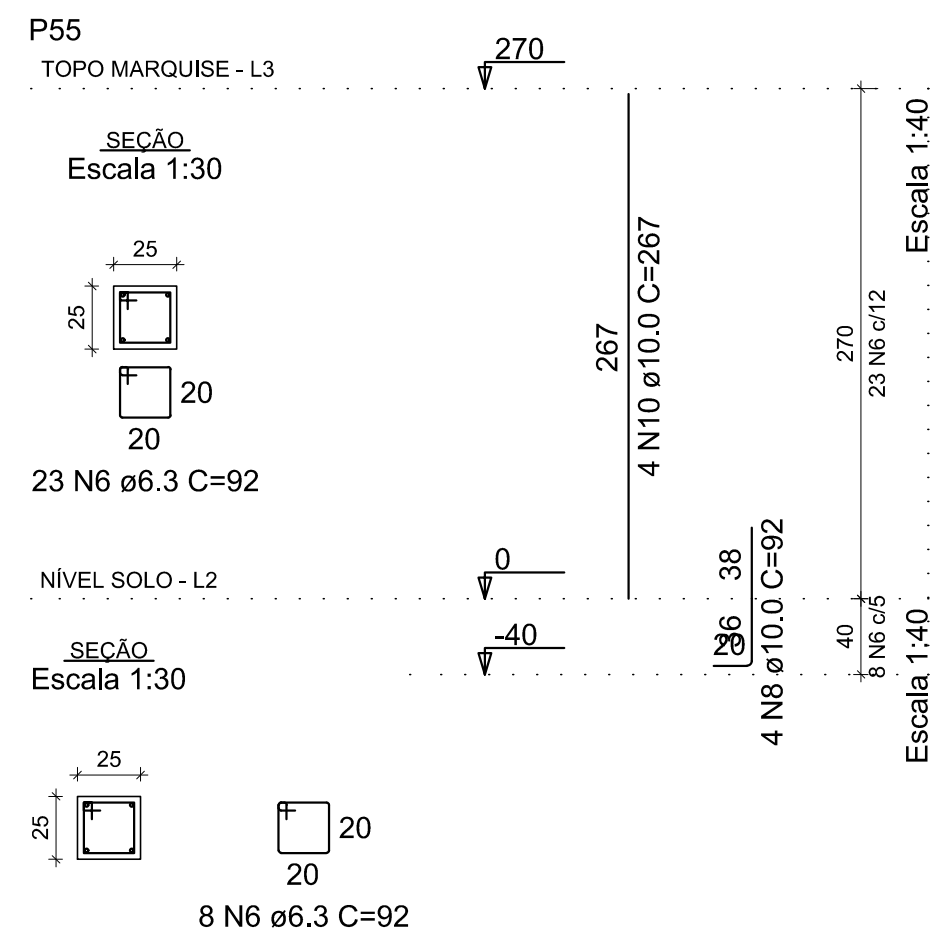 P55
TOPO MARQUISE - L3
270
SEÇÃO
Escala 1:30
Escala 1:40
25
25
20
20
23 N6 ø6.3 C=92
267
4 N10 ø10.0 C=267
270
23 N6 c/12
NÍVEL SOLO - L2
0
-40
SEÇÃO
Escala 1:30
38
36
20
4 N8 ø10.0 C=92
40
8 N6 c/5
Escala 1:40
25
25
20
20
8 N6 ø6.3 C=92